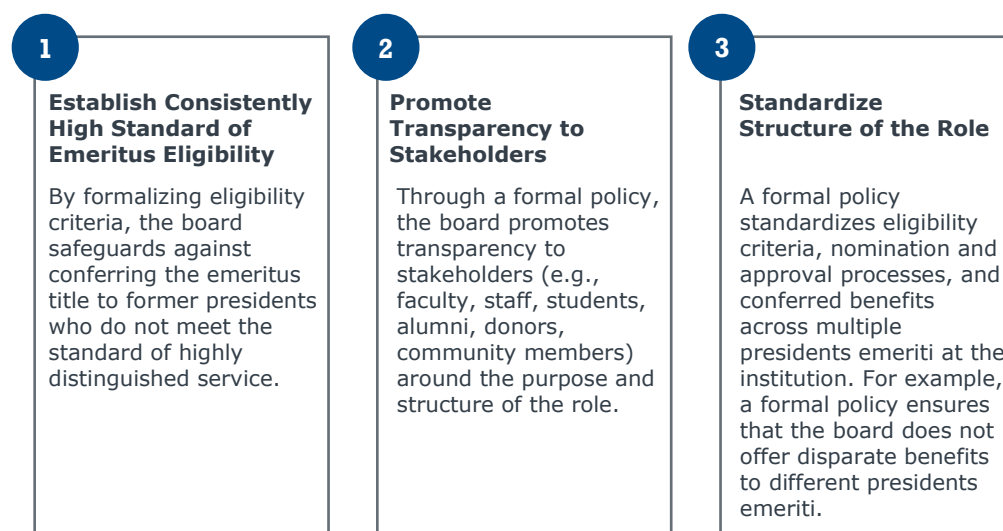 1
Establish Consistently
High Standard of
Emeritus Eligibility
By formalizing eligibility
criteria, the board
safeguards against
conferring the emeritus
title to former presidents
who do not meet the
standard of highly
distinguished service.
2
Promote
Transparency to
Stakeholders
Through a formal policy,
the board promotes
transparency to
stakeholders (e.g.,
faculty, staff, students,
alumni, donors,
community members)
around the purpose and
structure of the role.
3
Standardize
Structure of the Role
A formal policy
standardizes eligibility
criteria, nomination and
approval processes, and
conferred benefits
across multiple
presidents emeriti at the
institution. For example,
a formal policy ensures
that the board does not
offer disparate benefits
to different presidents
emeriti.